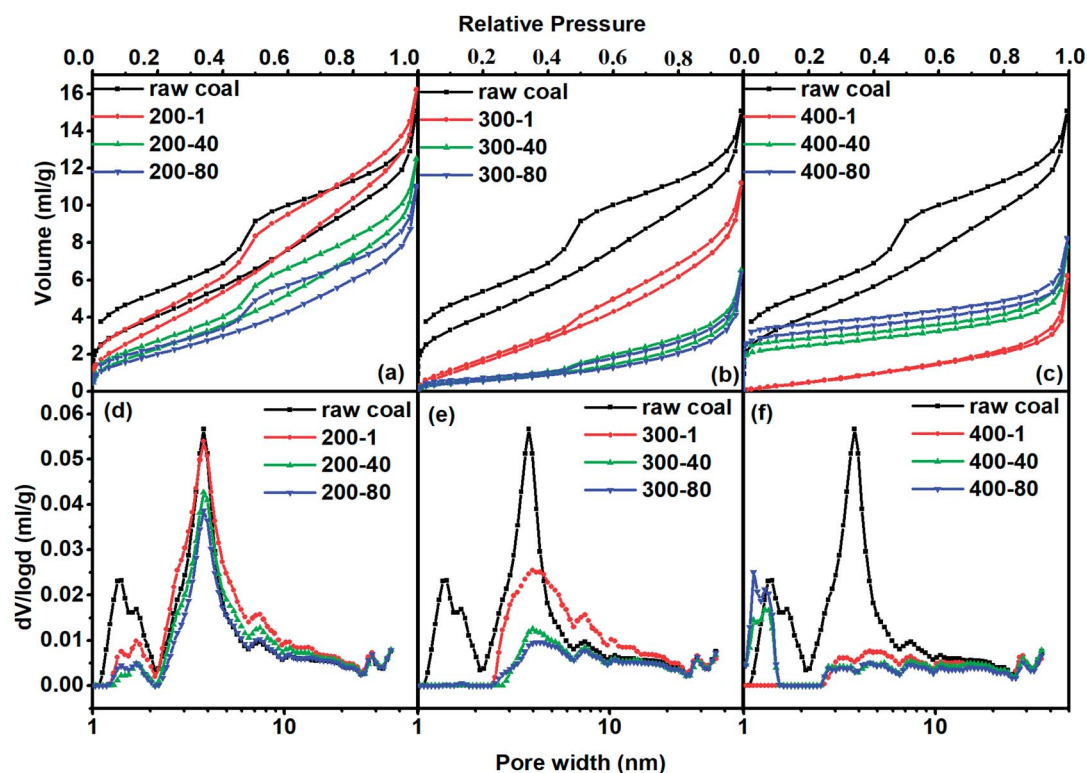 Relative Pressure
0.0 0.2 0.4 0.6 0.8 1.0
0.0 0.2 0.4 0.6 0.8 0.0
0.2 0.4 0.6 0.8 1.0
Volume (ml/g)
16
14
12
10
8
6
4
2
0
raw coal
200-1
200-40
200-80
(a)
raw coal
300-1
300-40
300-80
(b)
raw coal
400-1
400-40
400-80
(c)
dV/logd (ml/g)
0.06
0.05
0.04
0.03
0.02
0.01
0.00
(d)
raw coal
200-1
200-40
200-80
(e)
raw coal
300-1
300-40
300-80
(f)
raw coal
400-1
400-40
400-80
1 10 1 10 1 10
Pore width (nm)